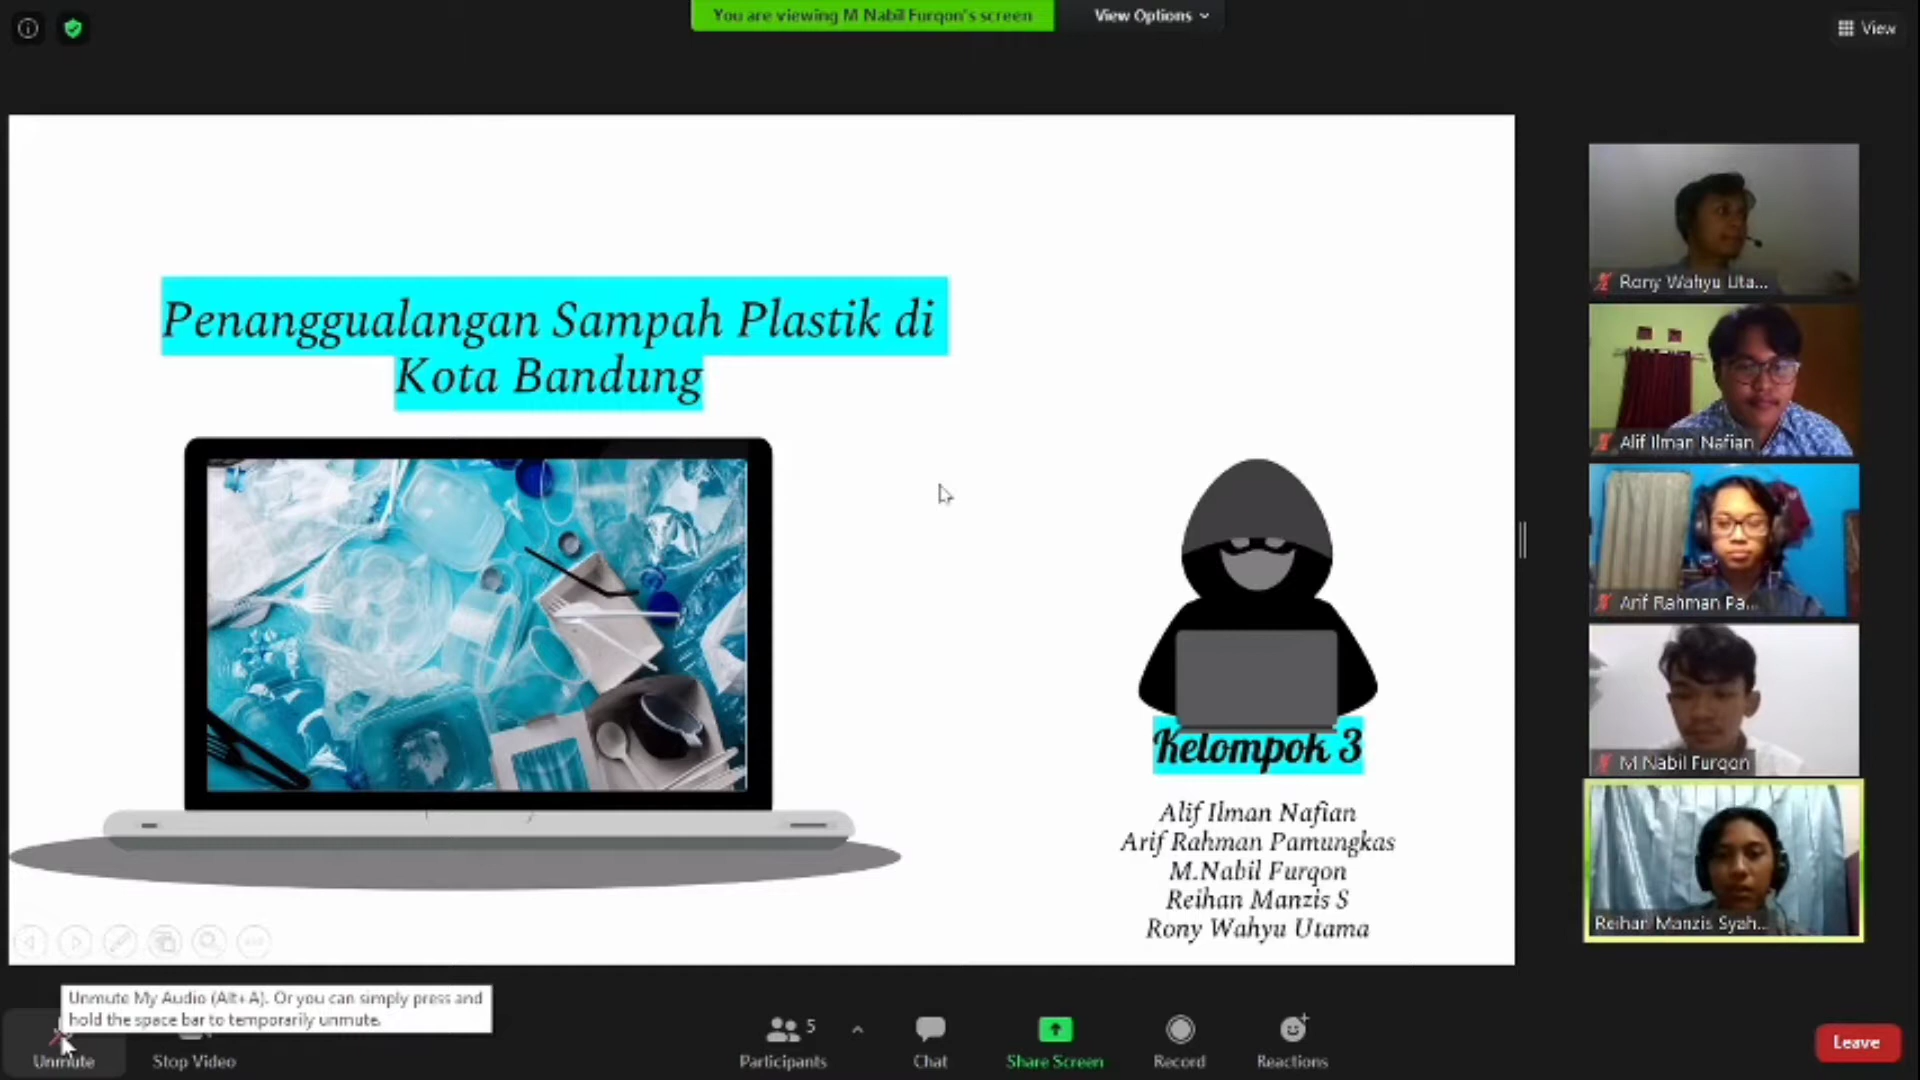 You are viewing M Nabil Furqon's screen
View Options
View
Penanggualangan Sampah Plastik di
Kota Bandung
Kelompok 3
Alif Ilman Nafian
Arif Rahman Pamungkas
M.Nabil Furqon
Reihan Manzis S
Rony Wahyu Utama
Rony Wahyu Uta...
Alif Ilman Nafian
Arif Rahman Pa...
M Nabil Furqon
Reihan Manzis Syah...
Unmute My Audio (Alt+A). Or you can simply press and
hold the space bar to temporarily unmute.
Unmute
Stop Video
5
Participants
Chat
Share Screen
Record
Reactions
Leave